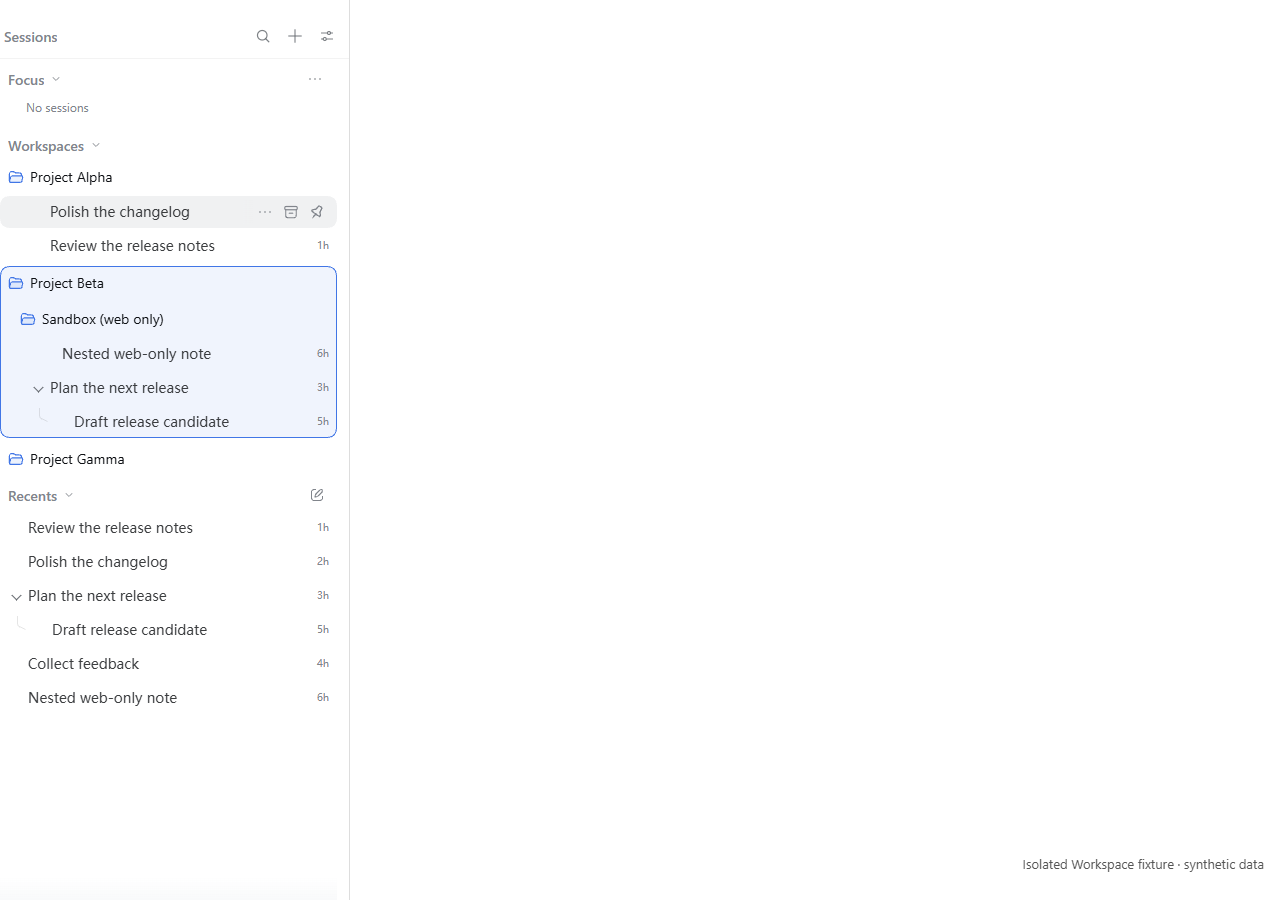 Sessions
Focus
No sessions
Workspaces
Project Alpha
Polish the changelog
Review the release notes 1h
Project Beta
Sandbox (web only)
Nested web-only note 6h
Plan the next release 3h
Draft release candidate 5h
Project Gamma
Recents
Review the release notes 1h
Polish the changelog 2h
Plan the next release 3h
Draft release candidate 5h
Collect feedback 4h
Nested web-only note 6h
Isolated Workspace fixture · synthetic data